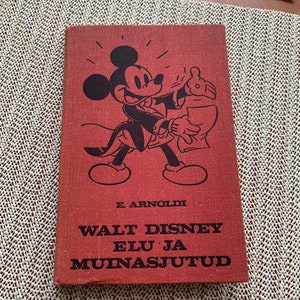 E. ARNOLDI
WALT DISNEY
ELU JA
MUINASJUTUD